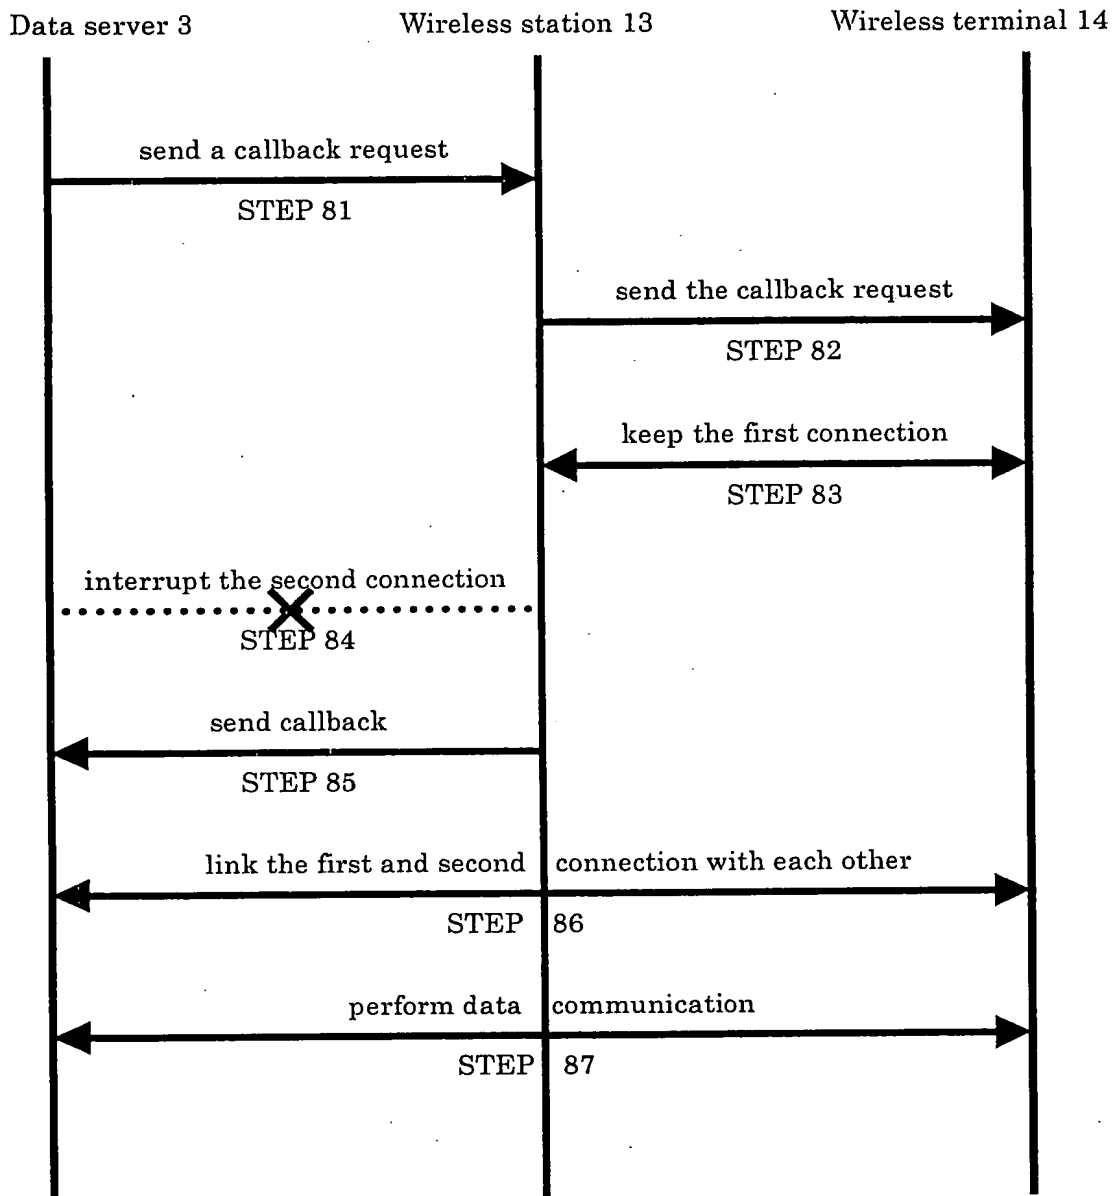 Data server 3
Wireless station 13
Wireless terminal 14
send a callback request
STEP 81
send the callback request
STEP 82
keep the first connection
STEP 83
interrupt the second connection
STEP 84
send callback
STEP 85
link the first and second connection with each other
STEP 86
perform data communication
STEP 87